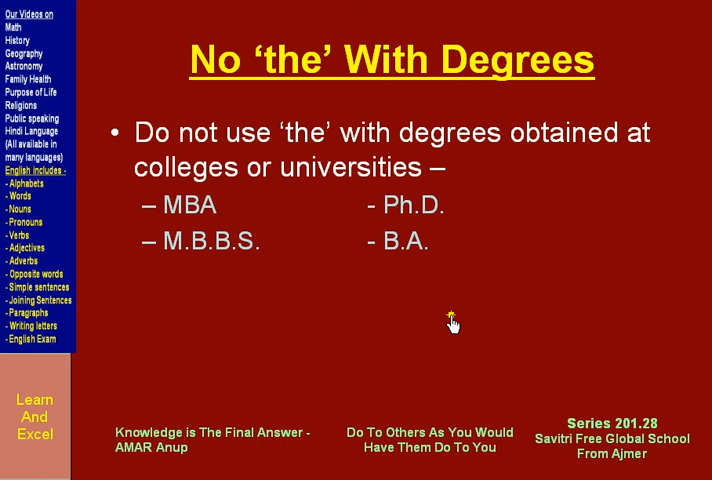 Our Videos on
Math
History
Geography
Astronomy
Family Health
Purpose of Life
Religions
Public speaking
Hindi Language
(All available in
many languages)
English includes -
- Alphabets
- Words
- Nouns
- Pronouns
- Verbs
- Adjectives
- Adverbs
- Opposite words
- Simple sentences
- Joining Sentences
- Paragraphs
- Writing letters
- English Exam
Learn
And
Excel
No ‘the’ With Degrees
• Do not use ‘the’ with degrees obtained at
colleges or universities –
– MBA - Ph.D.
– M.B.B.S. - B.A.
Knowledge is The Final Answer -
AMAR Anup
Do To Others As You Would
Have Them Do To You
Series 201.28
Savitri Free Global School
From Ajmer